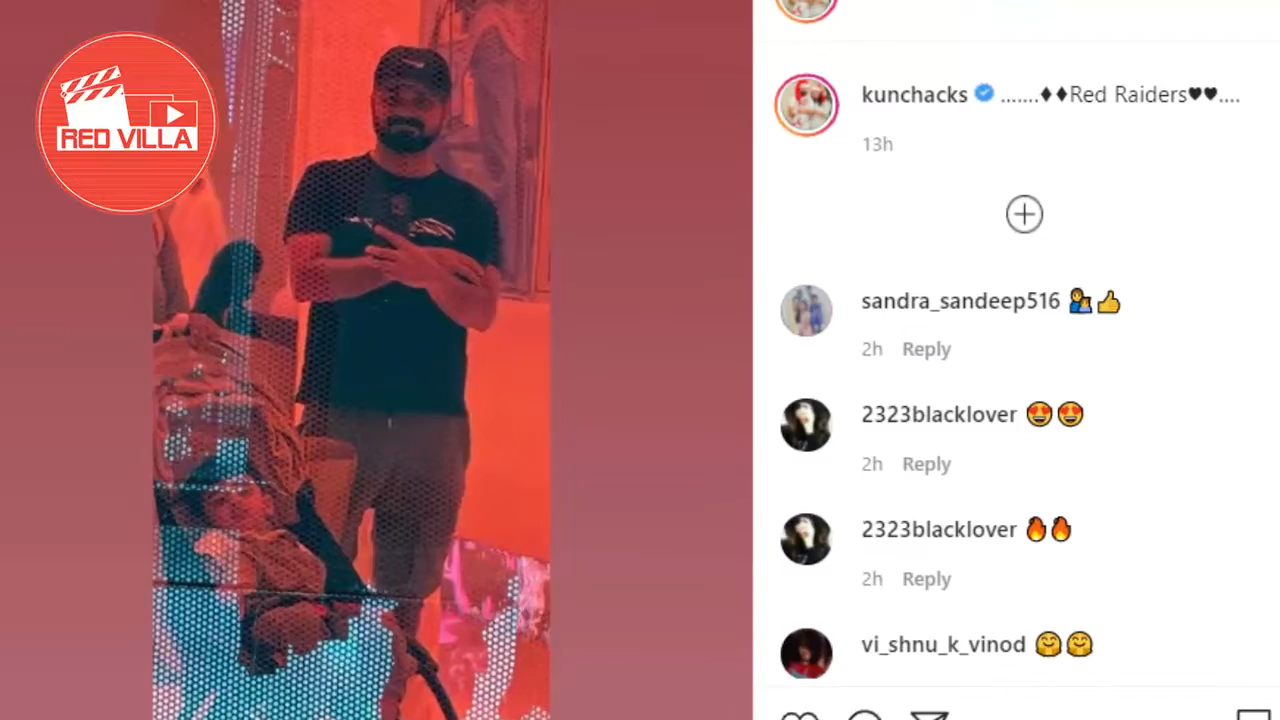 RED VILLA
kunchacks .......♦♦Red Raiders♥♥....
13h
sandra_sandeep516 👩‍👦👍
2h Reply
2323blacklover 😍😍
2h Reply
2323blacklover 🔥🔥
2h Reply
vi_shnu_k_vinod 🤗🤗